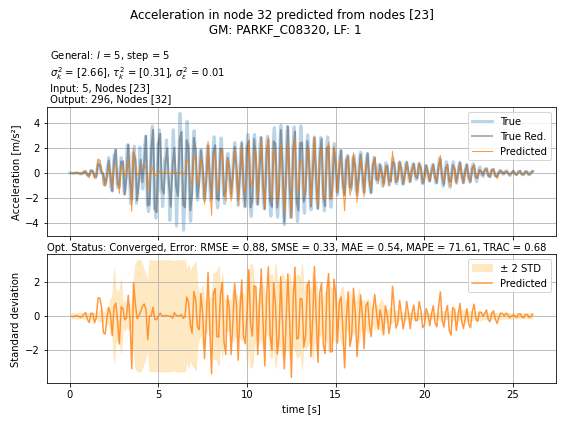 Acceleration in node 32 predicted from nodes [23]
GM: PARKF_C08320, LF: 1
General: l = 5, step = 5
σ_k² = [2.66], τ_k² = [0.31], σ_ε² = 0.01
Input: 5, Nodes [23]
Output: 296, Nodes [32]
Acceleration [m/s²]
4
2
0
−2
−4
True
True Red.
Predicted
Opt. Status: Converged, Error: RMSE = 0.88, SMSE = 0.33, MAE = 0.54, MAPE = 71.61, TRAC = 0.68
Standard deviation
2
0
−2
± 2 STD
Predicted
0 5 10 15 20 25
time [s]